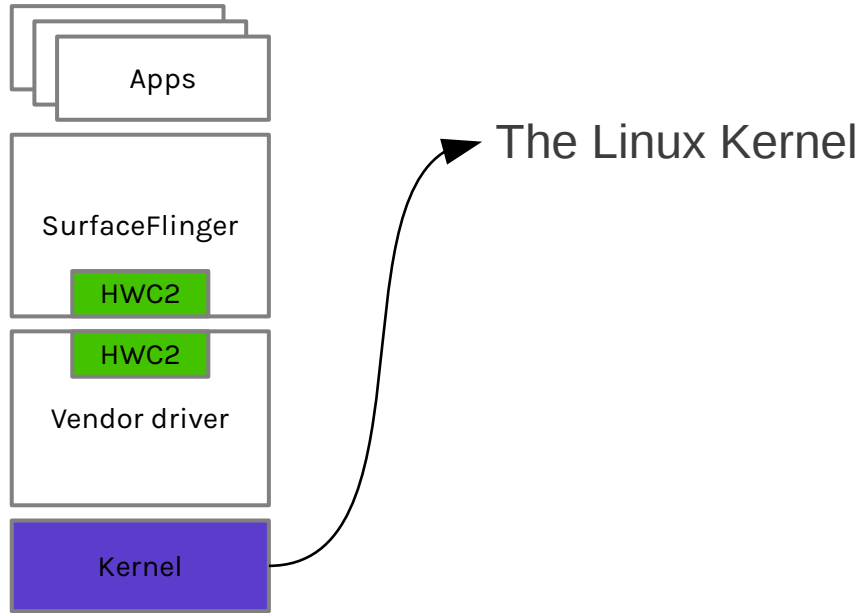 Apps
The Linux Kernel
SurfaceFlinger
HWC2
HWC2
Vendor driver
Kernel